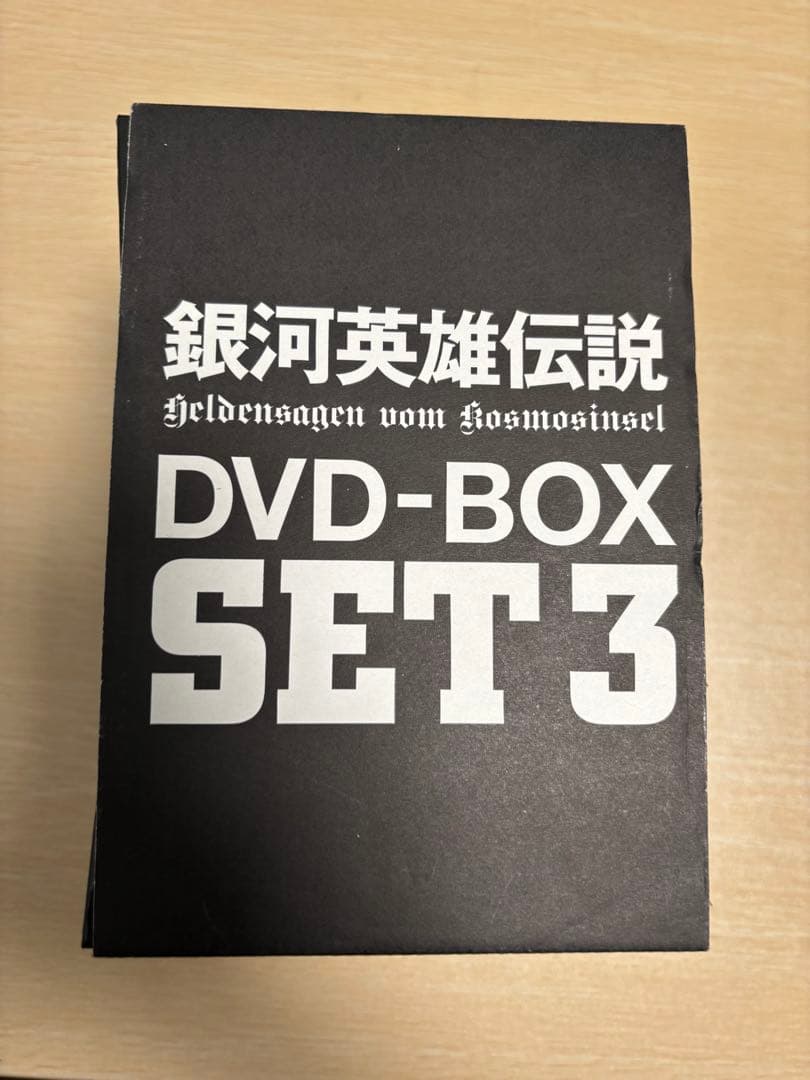 銀河英雄伝説
Heldensagen vom Kosmosinsel
DVD-BOX
SET 3